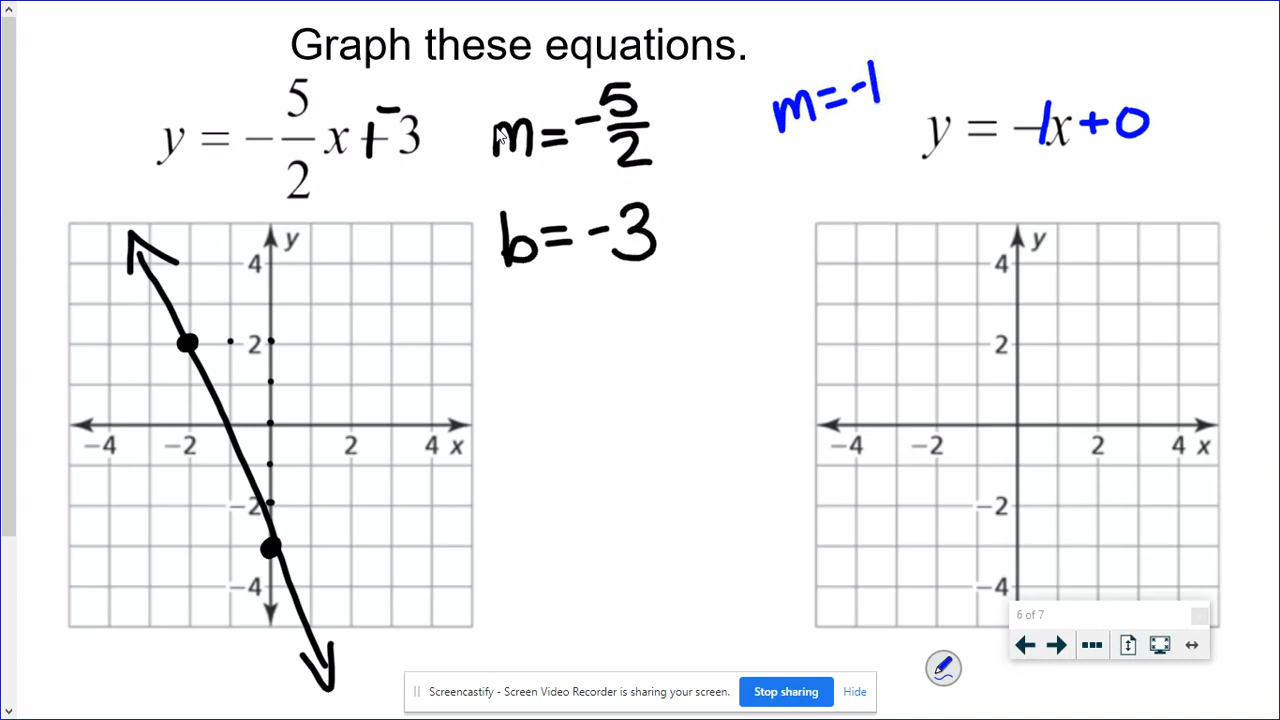 Graph these equations.
y = -5/2 x + -3
m = -5/2
b = -3
m = -1
y = -1x + 0
y
4
2
-4 -2 2 4 x
-2
-4
y
4
2
-4 -2 2 4 x
-2
-4
6 of 7
Screencastify - Screen Video Recorder is sharing your screen.
Stop sharing
Hide